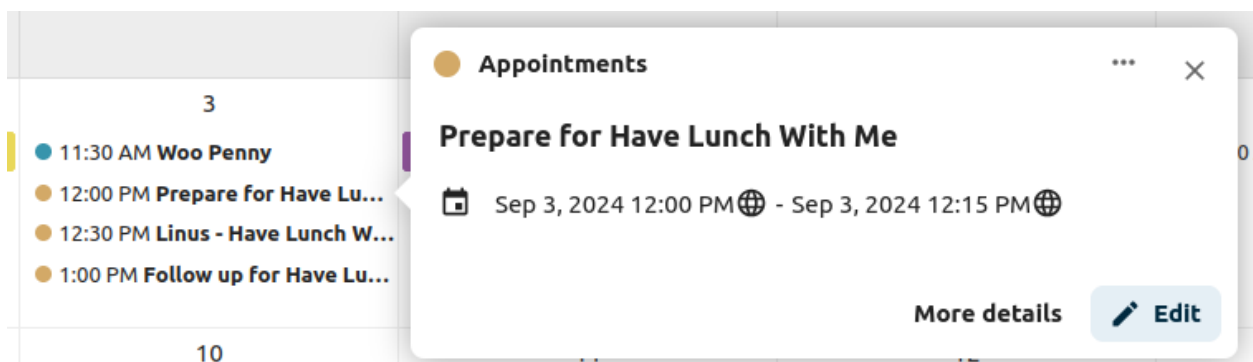 3
11:30 AM Woo Penny
12:00 PM Prepare for Have Lu...
12:30 PM Linus - Have Lunch W...
1:00 PM Follow up for Have Lu...
10
Appointments
Prepare for Have Lunch With Me
Sep 3, 2024 12:00 PM - Sep 3, 2024 12:15 PM
More details
Edit
0